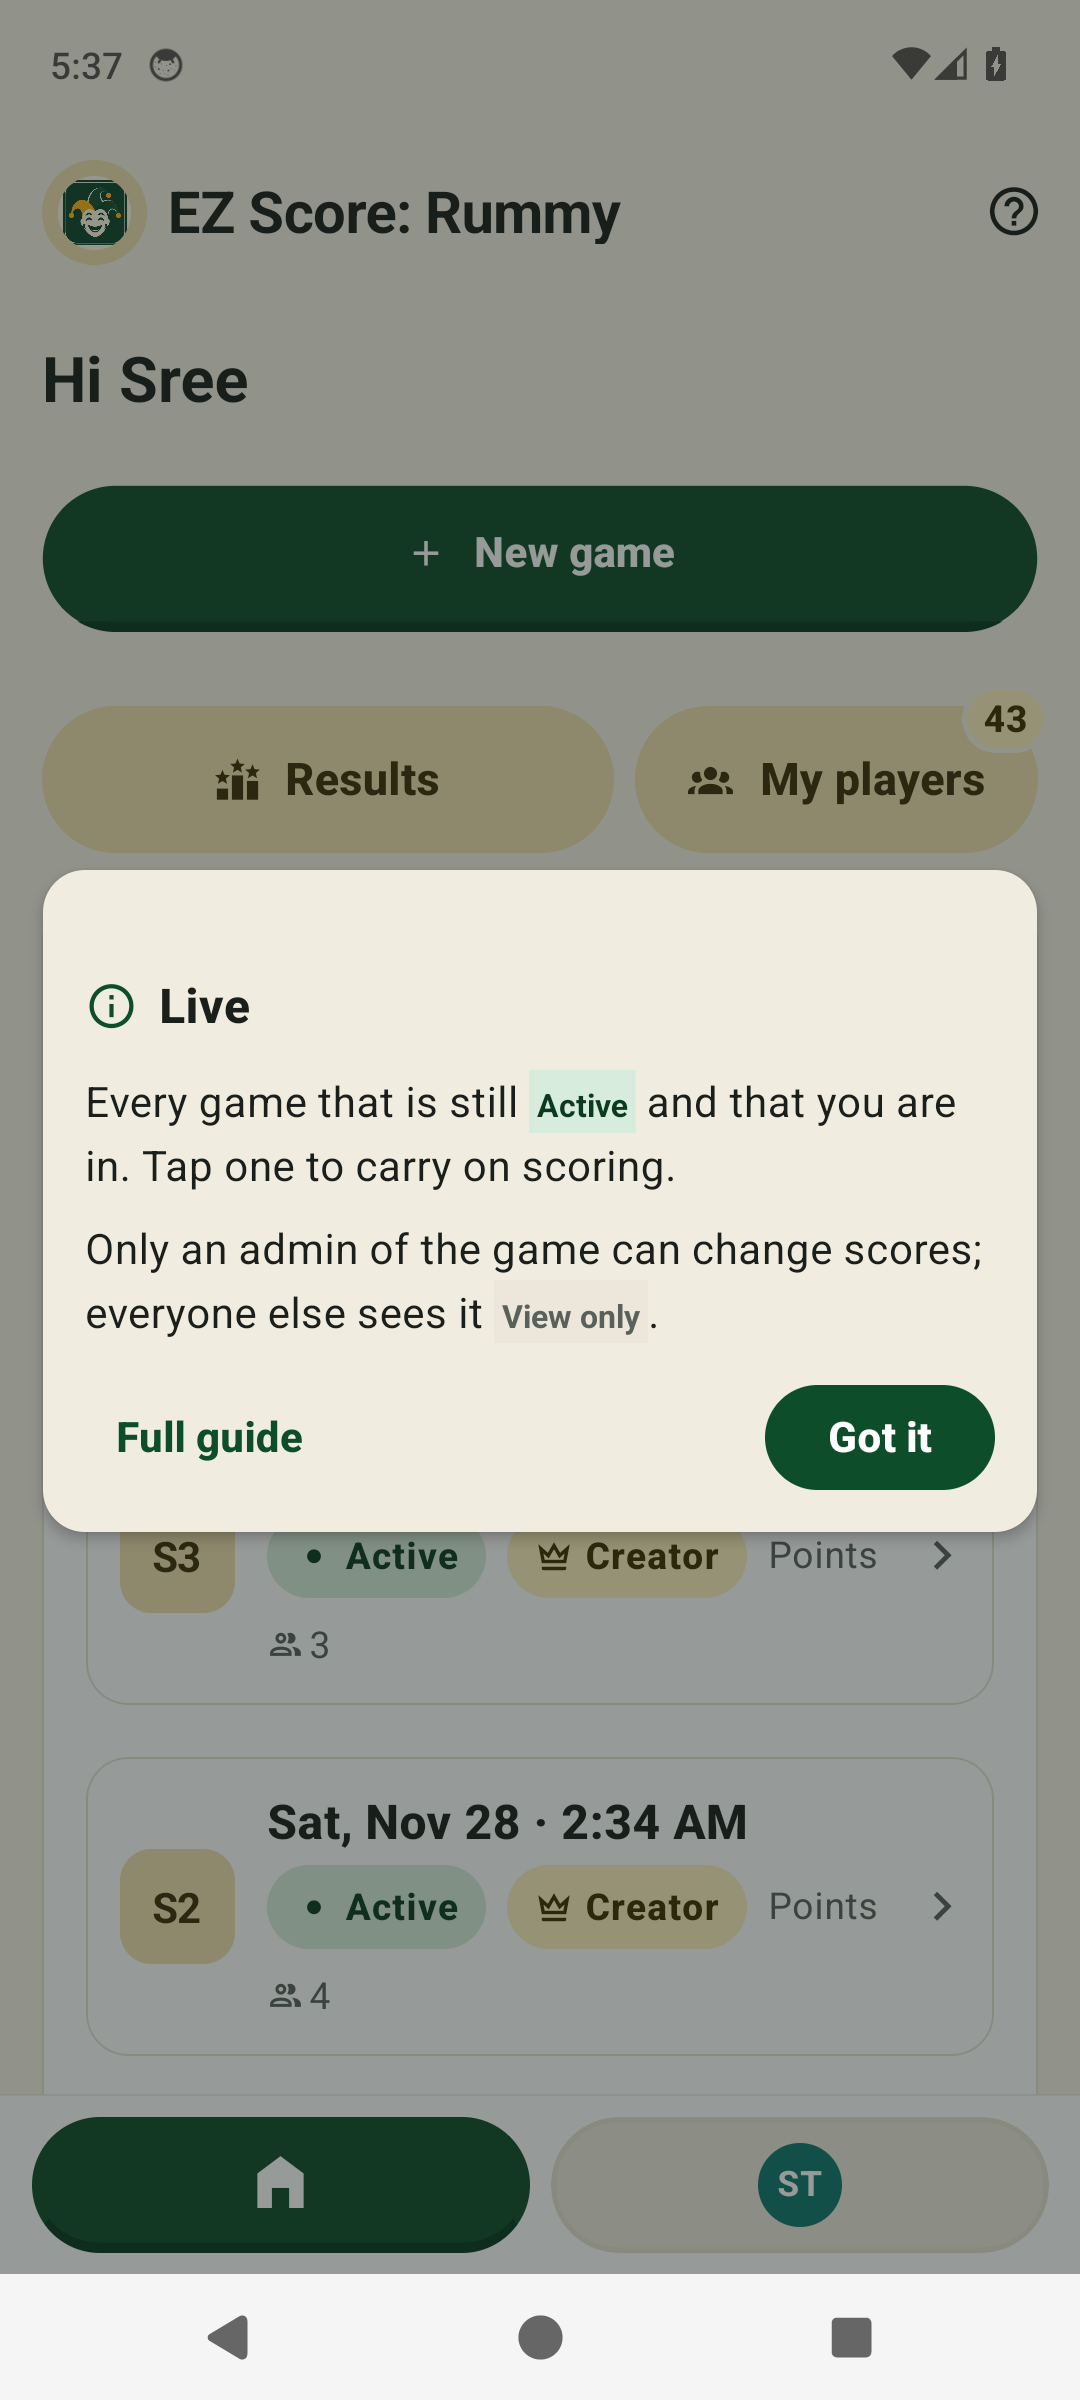 5:37
EZ Score: Rummy
Hi Sree
+ New game
Results
My players
43
Live
Every game that is still Active and that you are
in. Tap one to carry on scoring.
Only an admin of the game can change scores;
everyone else sees it View only.
Full guide
Got it
S3
Active
Creator
Points
3
Sat, Nov 28 · 2:34 AM
S2
Active
Creator
Points
4
ST